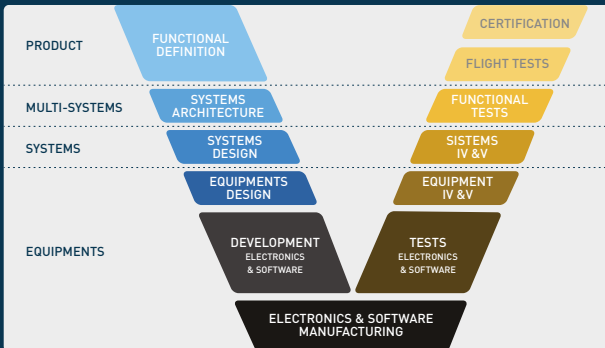 PRODUCT
FUNCTIONAL
DEFINITION
CERTIFICATION
FLIGHT TESTS
MULTI-SYSTEMS
SYSTEMS
ARCHITECTURE
FUNCTIONAL
TESTS
SYSTEMS
SYSTEMS
DESIGN
SISTEMS
IV &V
EQUIPMENTS
DESIGN
EQUIPMENT
IV &V
EQUIPMENTS
DEVELOPMENT
ELECTRONICS
& SOFTWARE
TESTS
ELECTRONICS
& SOFTWARE
ELECTRONICS & SOFTWARE
MANUFACTURING